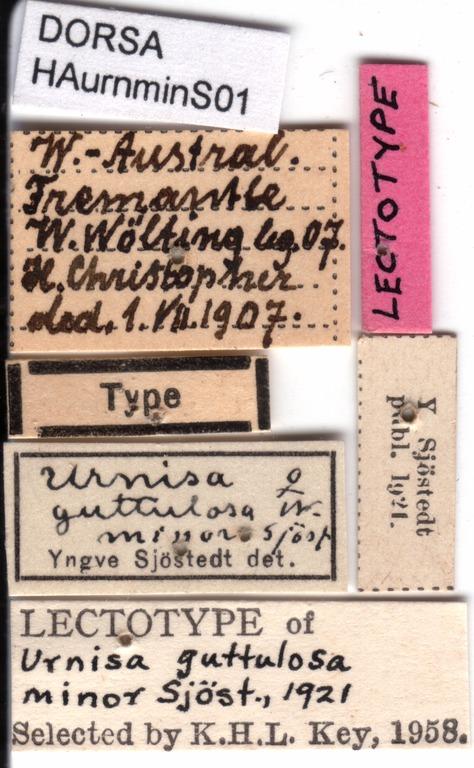 DORSA
HAurnminS01
LECTOTYPE
W.-Austral.
Fremantle
W. Wölting leg. 07.
H. Christopher
ded. 1.VII.1907.
Type
Y Sjöstedt
publ. 1921.
Urnisa ♀
guttulosa
minor Sjöst
Yngve Sjöstedt det.
LECTOTYPE of
Urnisa guttulosa
minor Sjöst., 1921
Selected by K.H.L. Key, 1958.